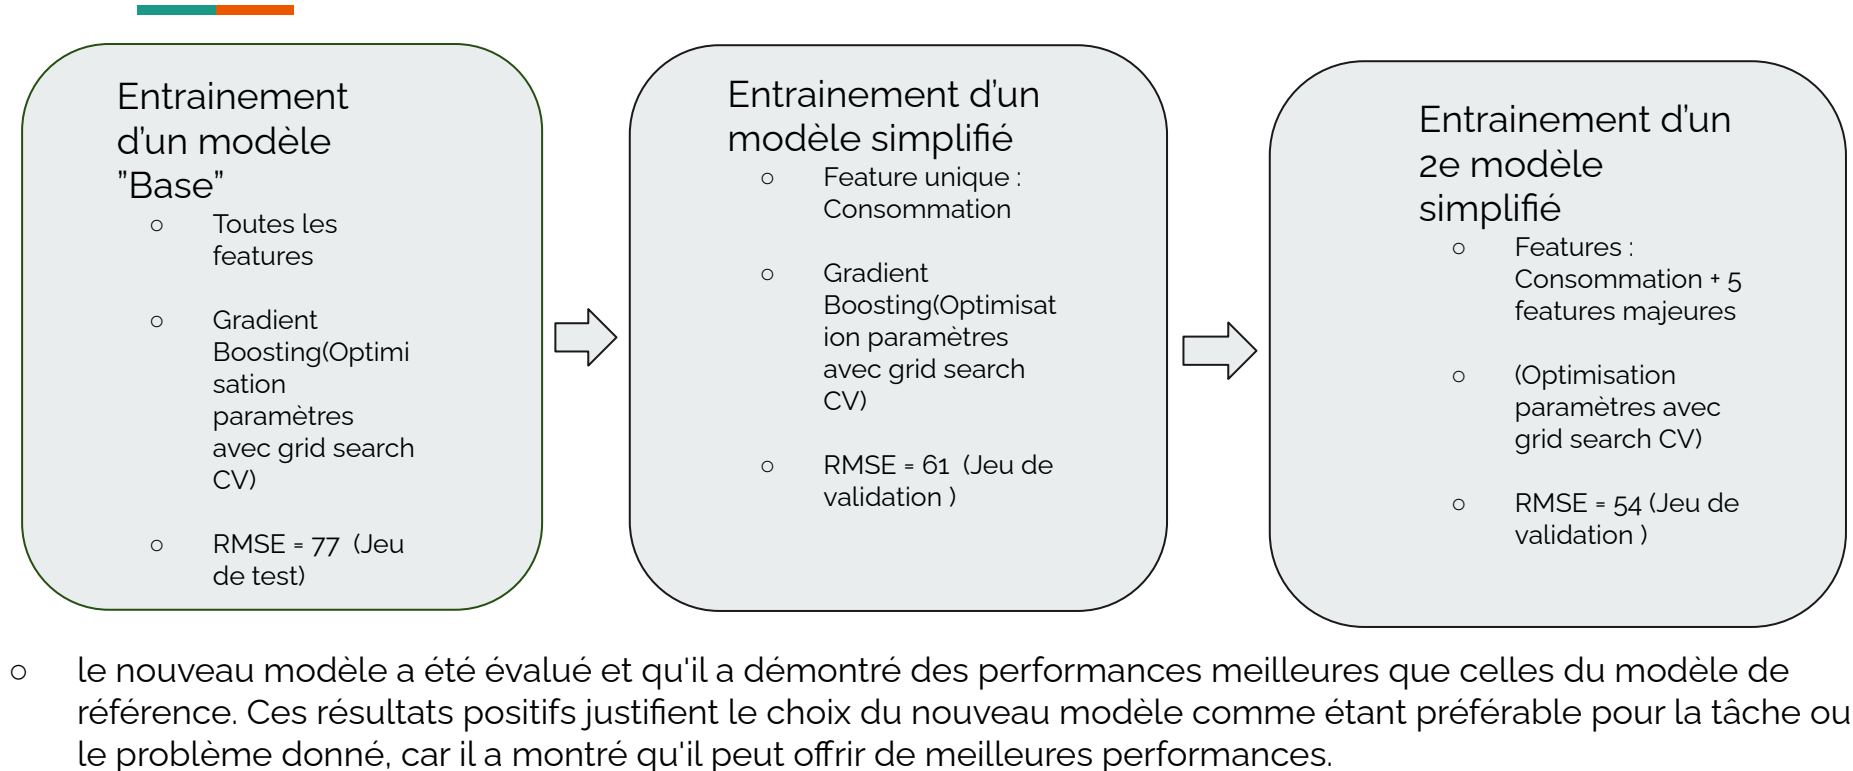 Entrainement
d’un modèle
”Base”
○ Toutes les
features
○ Gradient
Boosting(Optimi
sation
paramètres
avec grid search
CV)
○ RMSE = 77 (Jeu
de test)
Entrainement d’un
modèle simplifié
○ Feature unique :
Consommation
○ Gradient
Boosting(Optimisat
ion paramètres
avec grid search
CV)
○ RMSE = 61 (Jeu de
validation )
Entrainement d’un
2e modèle
simplifié
○ Features :
Consommation + 5
features majeures
○ (Optimisation
paramètres avec
grid search CV)
○ RMSE = 54 (Jeu de
validation )
○ le nouveau modèle a été évalué et qu'il a démontré des performances meilleures que celles du modèle de
référence. Ces résultats positifs justifient le choix du nouveau modèle comme étant préférable pour la tâche ou
le problème donné, car il a montré qu'il peut offrir de meilleures performances.